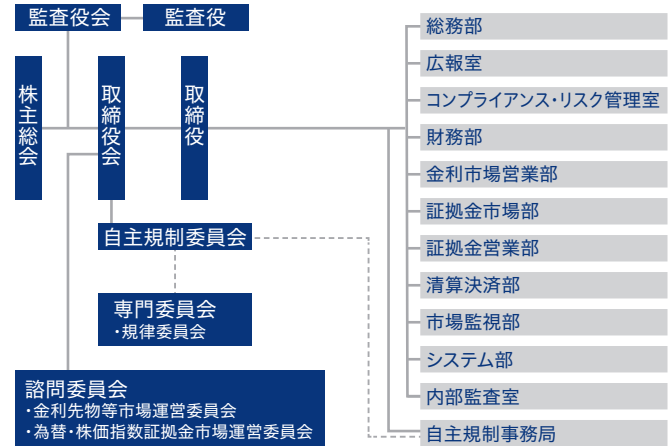 監査役会
監査役
株主総会
取締役会
取締役
自主規制委員会
専門委員会
・規律委員会
諮問委員会
・金利先物等市場運営委員会
・為替・株価指数証拠金市場運営委員会
総務部
広報室
コンプライアンス・リスク管理室
財務部
金利市場営業部
証拠金市場部
証拠金営業部
清算決済部
市場監視部
システム部
内部監査室
自主規制事務局